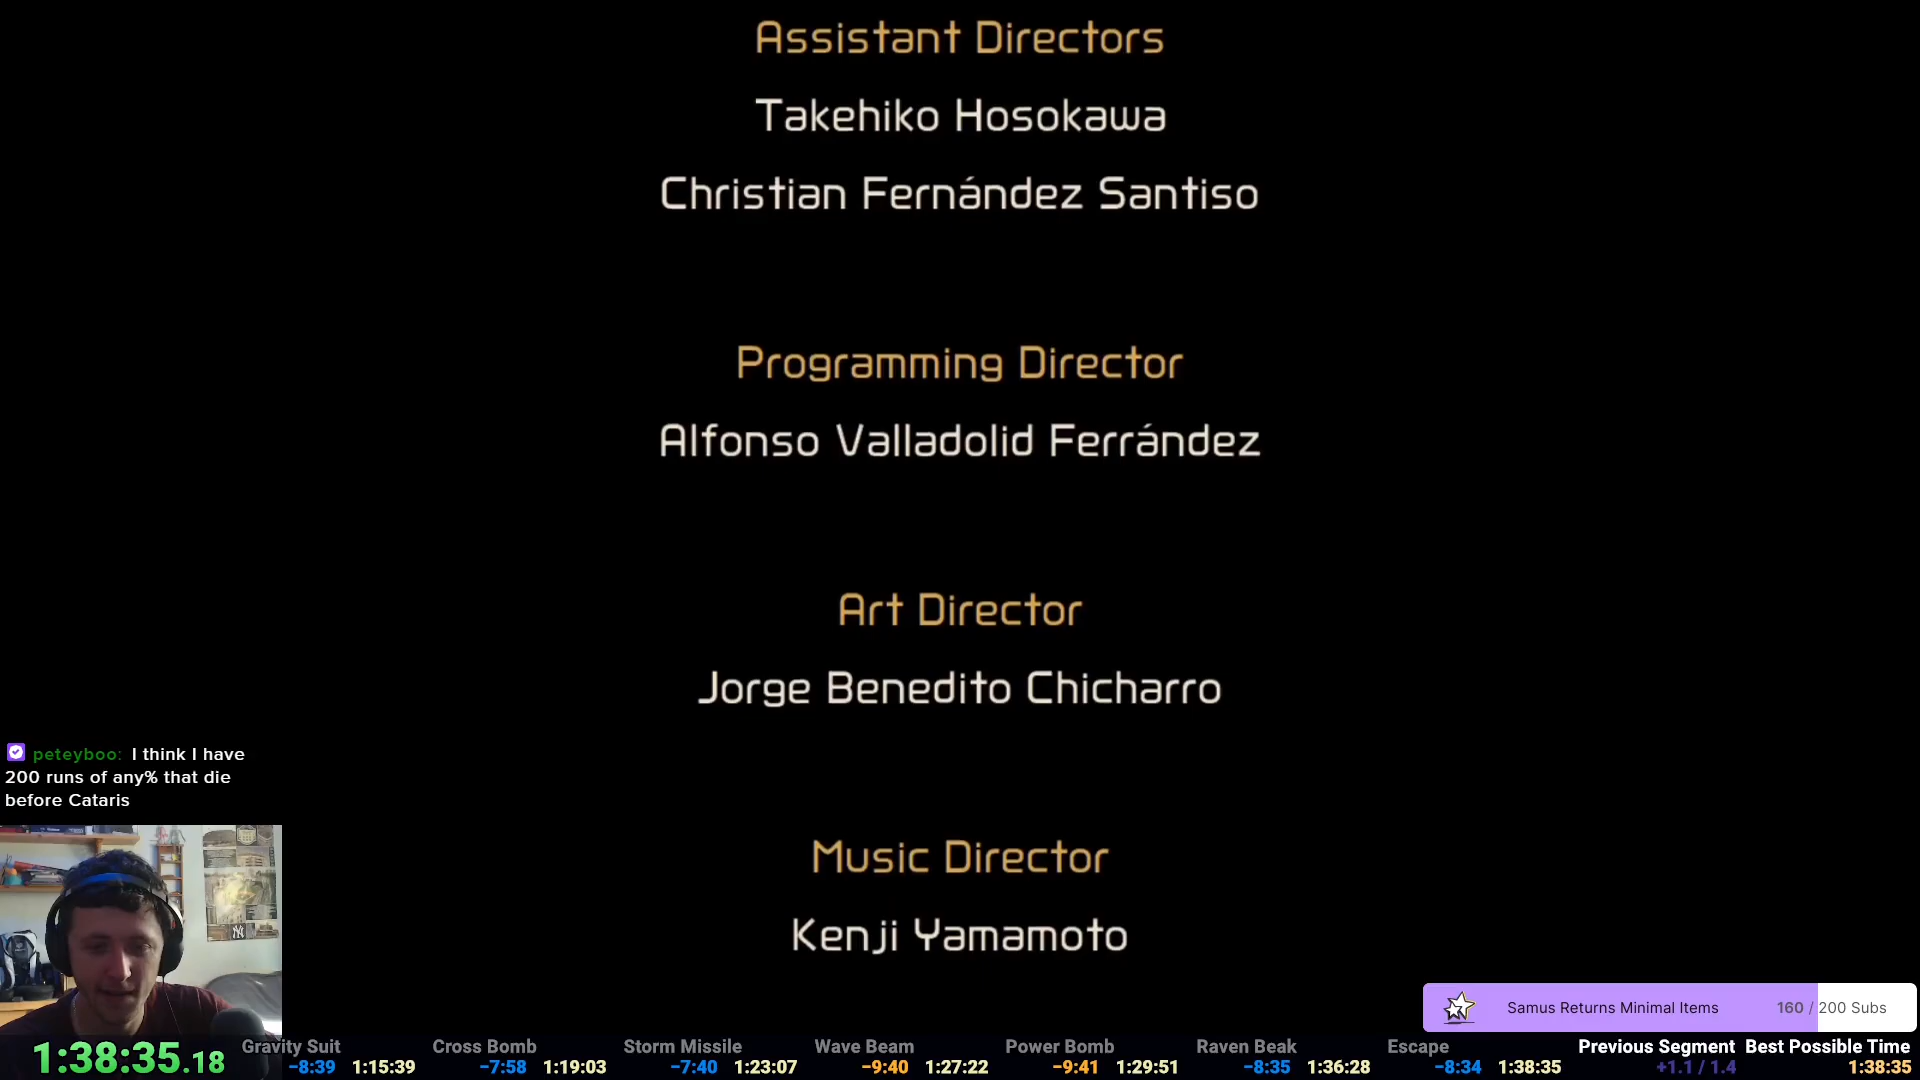 Assistant Directors
Takehiko Hosokawa
Christian Fernández Santiso
Programming Director
Alfonso Valladolid Ferrández
Art Director
Jorge Benedito Chicharro
Music Director
Kenji Yamamoto
peteyboo: I think I have
200 runs of any% that die
before Cataris
Samus Returns Minimal Items 160 / 200 Subs
1:38:35.18
Gravity Suit Cross Bomb Storm Missile Wave Beam Power Bomb Raven Beak Escape Previous Segment Best Possible Time
−8:39 1:15:39 −7:58 1:19:03 −7:40 1:23:07 −9:40 1:27:22 −9:41 1:29:51 −8:35 1:36:28 −8:34 1:38:35 +1.1 / 1.4 1:38:35